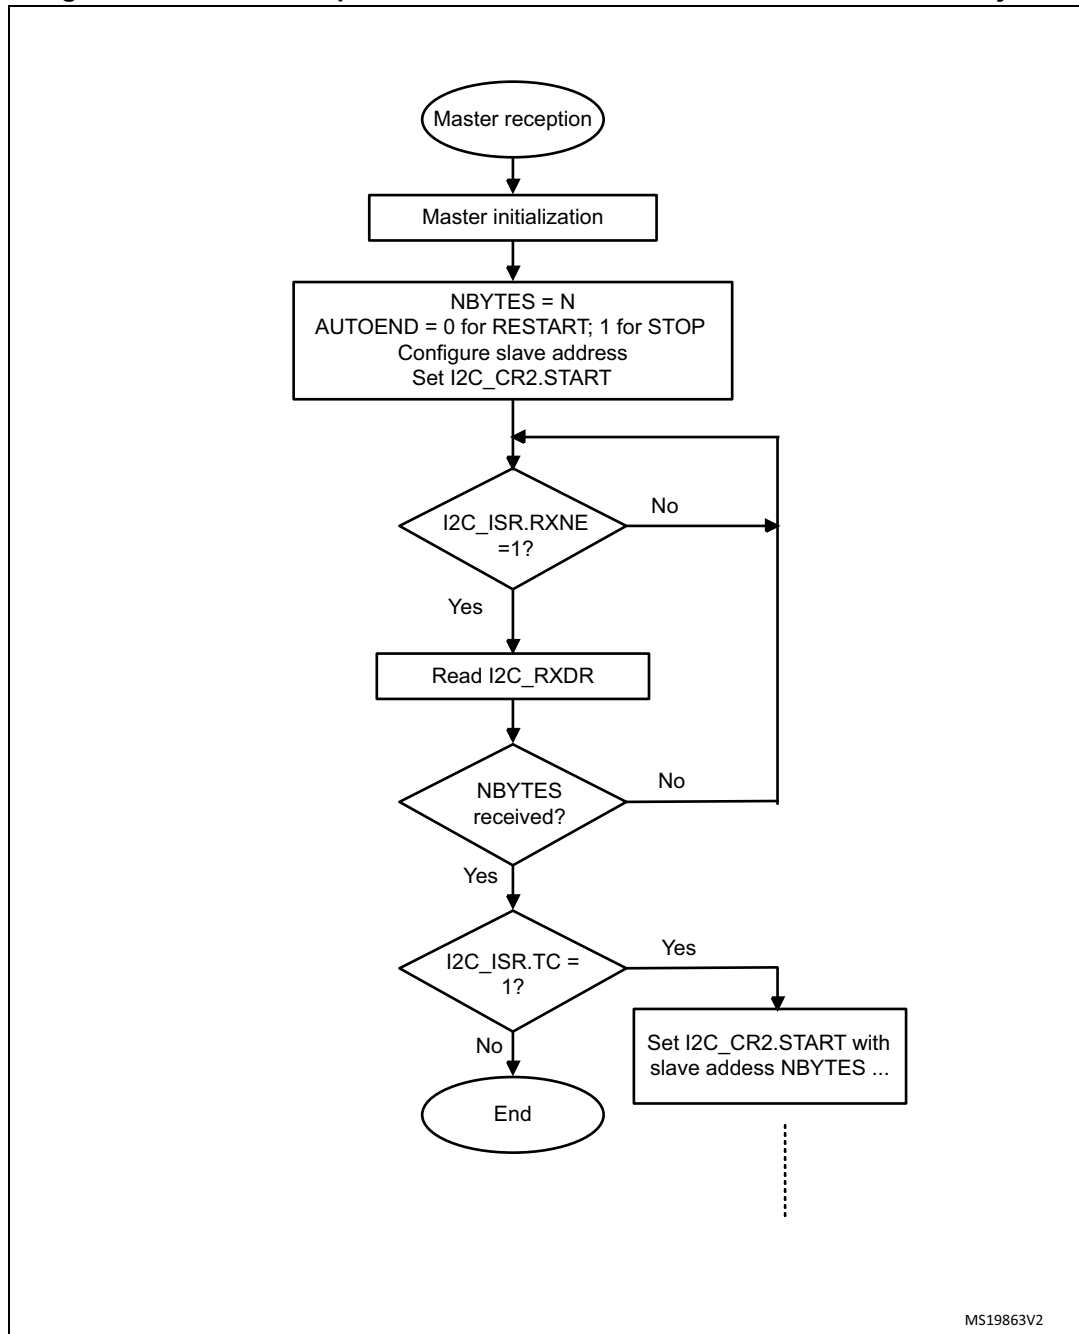 Master reception
Master initialization
NBYTES = N
AUTOEND = 0 for RESTART; 1 for STOP
Configure slave address
Set I2C_CR2.START
I2C_ISR.RXNE
=1?
No
Yes
Read I2C_RXDR
NBYTES
received?
No
Yes
I2C_ISR.TC =
1?
Yes
No
Set I2C_CR2.START with
slave addess NBYTES ...
End
MS19863V2